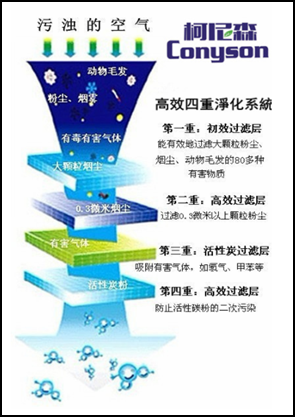 污浊的空气
柯尼森
Conyson
动物毛发
粉尘、烟雾
有毒有害气体
大颗粒烟尘
0.3微米烟尘
有害气体
活性炭粉
高效四重淨化系統
第一重：初效过滤层
能有效地过滤大颗粒粉尘、
烟尘、动物毛发的80多种
有害物质
第二重：高效过滤层
过滤0.3微米以上颗粒粉尘
第三重：活性炭过滤层
吸附有害气体，如氨气、甲苯等
第四重：高效过滤层
防止活性碳粉的二次污染